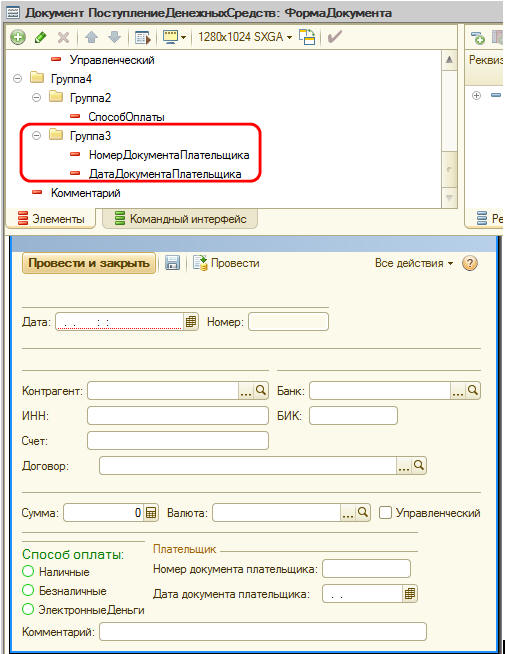 Документ ПоступлениеДенежныхСредств: ФормаДокумента
1280x1024 SXGA
Рекви:
Управленческий
Группа4
Группа2
СпособОплаты
Группа3
НомерДокументаПлательщика
ДатаДокументаПлательщика
Комментарий
Элементы Командный интерфейс Ре
Провести и закрыть Провести Все действия ?
Дата: . . : : Номер:
Контрагент: ... Банк: ...
ИНН: БИК:
Счет:
Договор: ...
Сумма: 0 Валюта: ... Управленческий
Способ оплаты: Плательщик
Наличные Номер документа плательщика:
Безналичные Дата документа плательщика: . .
ЭлектронныеДеньги
Комментарий: